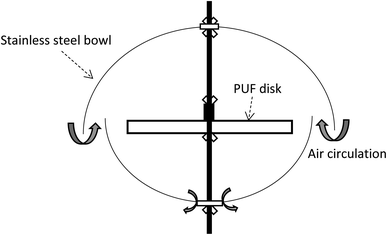 Stainless steel bowl
PUF disk
Air circulation